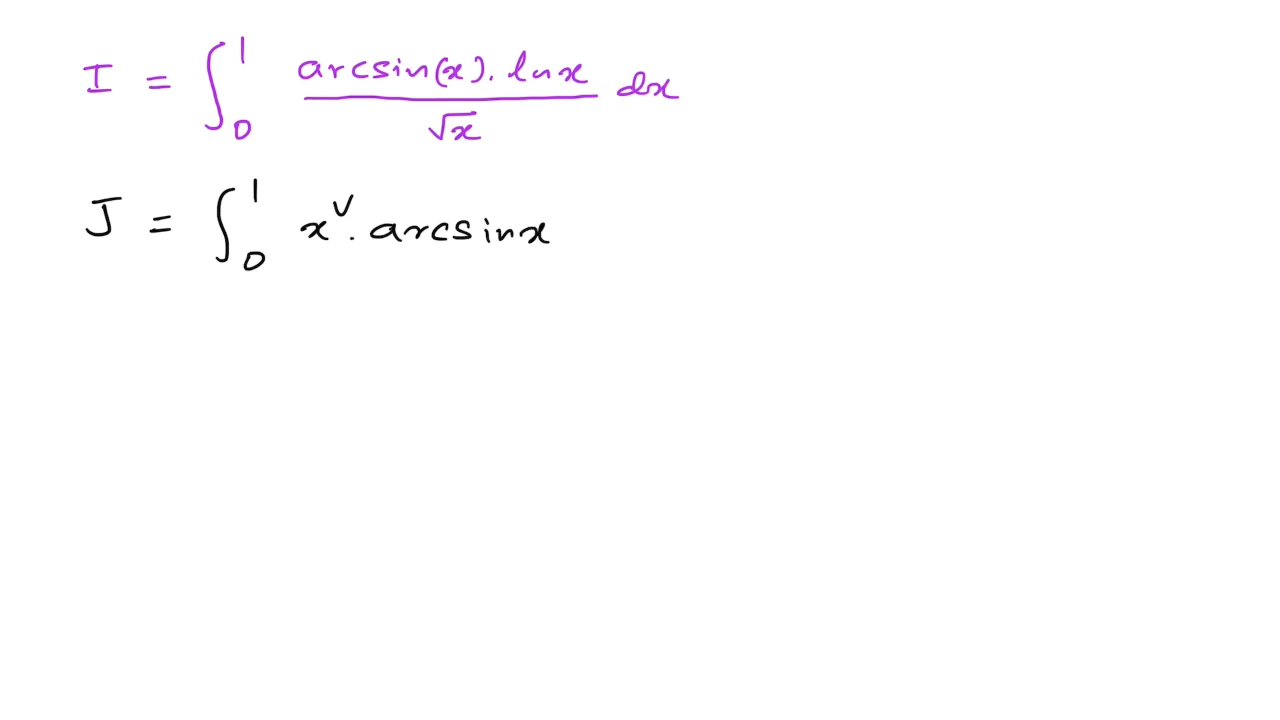 I = ∫₀¹ arcsin(x). lnx / √x dx
J = ∫₀¹ x^ν. arcsinx